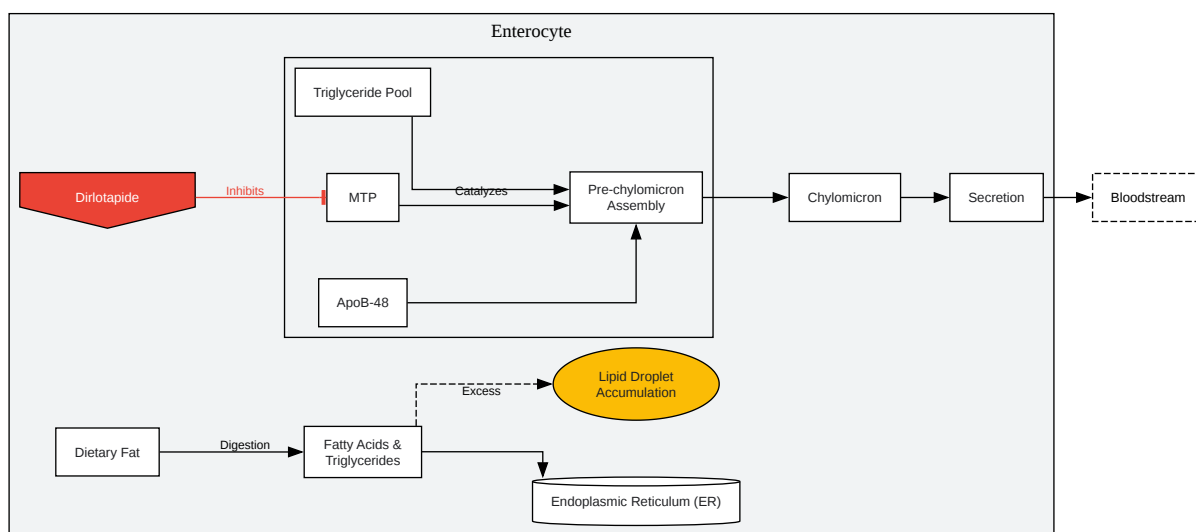 Enterocyte
Triglyceride Pool
Dirlotapide
Inhibits
MTP
Catalyzes
Pre-chylomicron
Assembly
Chylomicron
Secretion
Bloodstream
ApoB-48
Lipid Droplet
Accumulation
Excess
Dietary Fat
Digestion
Fatty Acids &
Triglycerides
Endoplasmic Reticulum (ER)